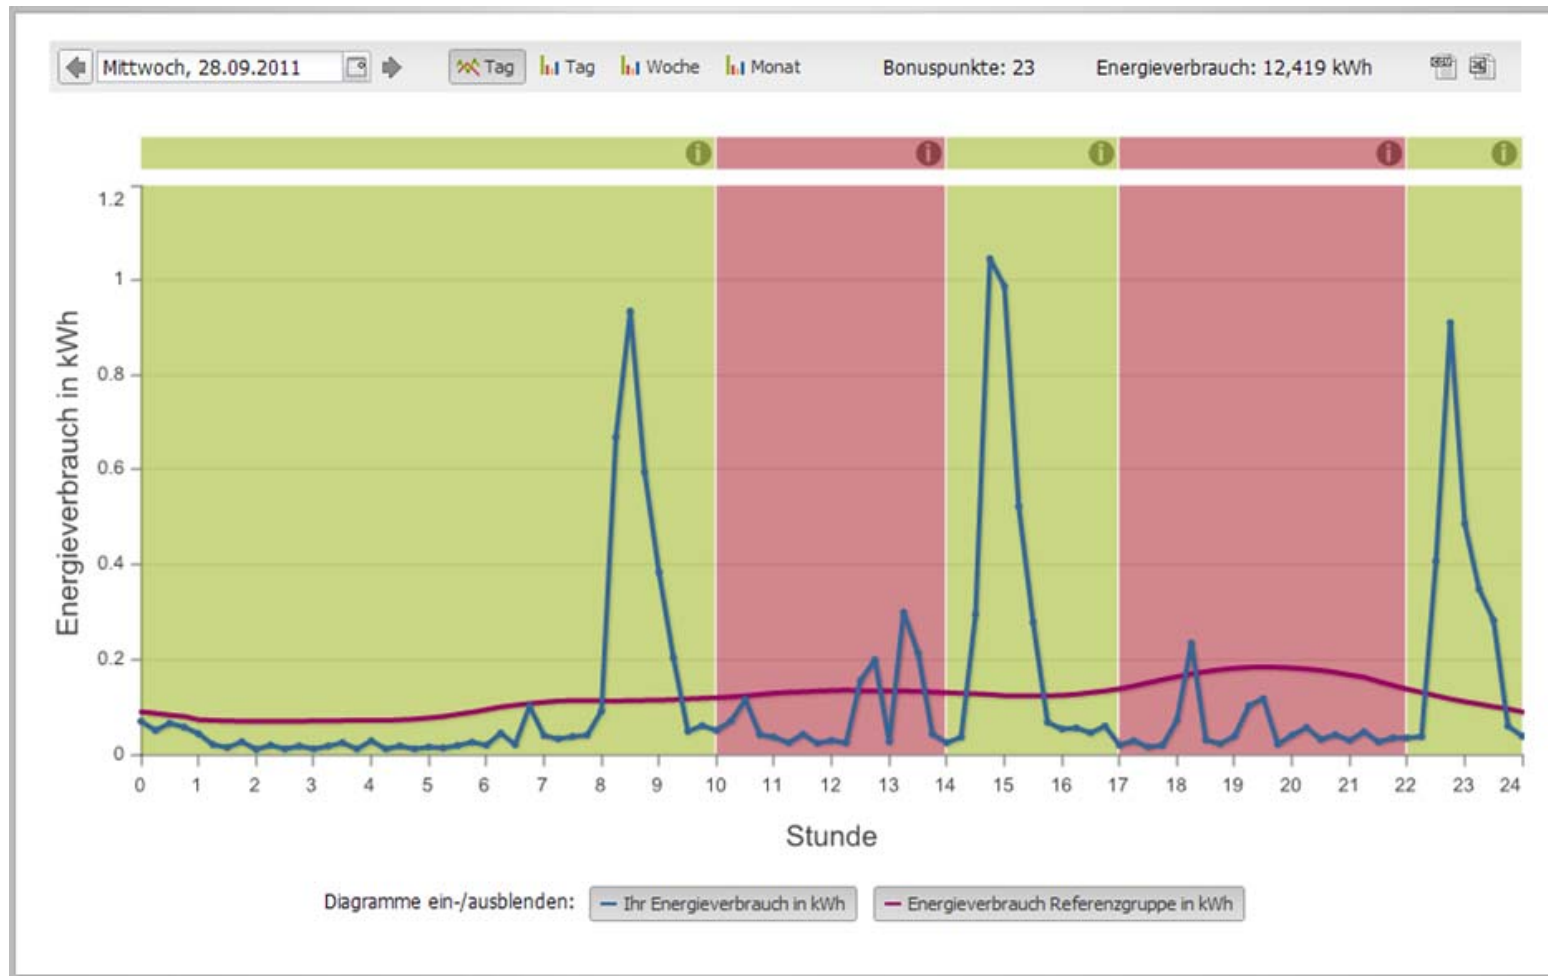 Mittwoch, 28.09.2011 Tag Tag Woche Monat Bonuspunkte: 23 Energieverbrauch: 12,419 kWh
i i i i i
1.2
1
0.8
0.6
0.4
0.2
0
Energieverbrauch in kWh
0 1 2 3 4 5 6 7 8 9 10 11 12 13 14 15 16 17 18 19 20 21 22 23 24
Stunde
Diagramme ein-/ausblenden: Ihr Energieverbrauch in kWh Energieverbrauch Referenzgruppe in kWh